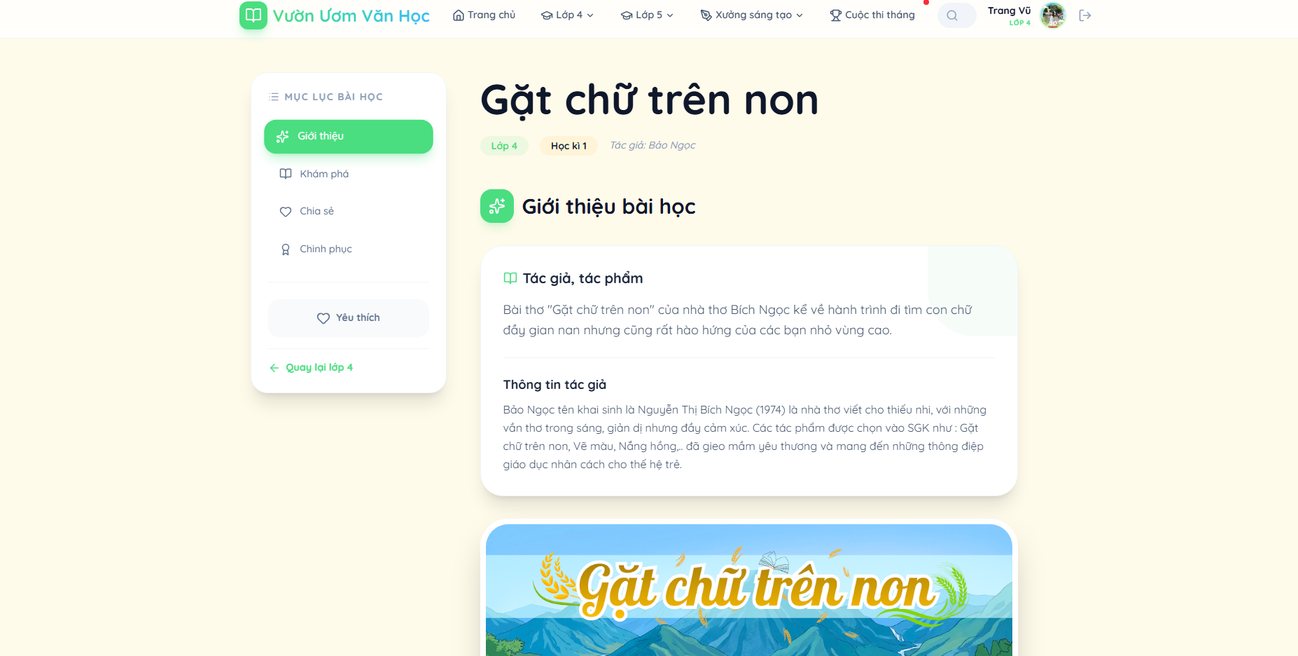 Vườn Ươm Văn Học
Trang chủ
Lớp 4
Lớp 5
Xưởng sáng tạo
Cuộc thi tháng
Trang Vũ
LỚP 4
MỤC LỤC BÀI HỌC
Giới thiệu
Khám phá
Chia sẻ
Chinh phục
Yêu thích
Quay lại lớp 4
Gặt chữ trên non
Lớp 4
Học kì 1
Tác giả: Bảo Ngọc
Giới thiệu bài học
Tác giả, tác phẩm
Bài thơ "Gặt chữ trên non" của nhà thơ Bích Ngọc kể về hành trình đi tìm con chữ
đầy gian nan nhưng cũng rất hào hứng của các bạn nhỏ vùng cao.
Thông tin tác giả
Bảo Ngọc tên khai sinh là Nguyễn Thị Bích Ngọc (1974) là nhà thơ viết cho thiếu nhi, với những
vần thơ trong sáng, giản dị nhưng đầy cảm xúc. Các tác phẩm được chọn vào SGK như : Gặt
chữ trên non, Vẽ màu, Nắng hồng,.. đã gieo mầm yêu thương và mang đến những thông điệp
giáo dục nhân cách cho thế hệ trẻ.
Gặt chữ trên non